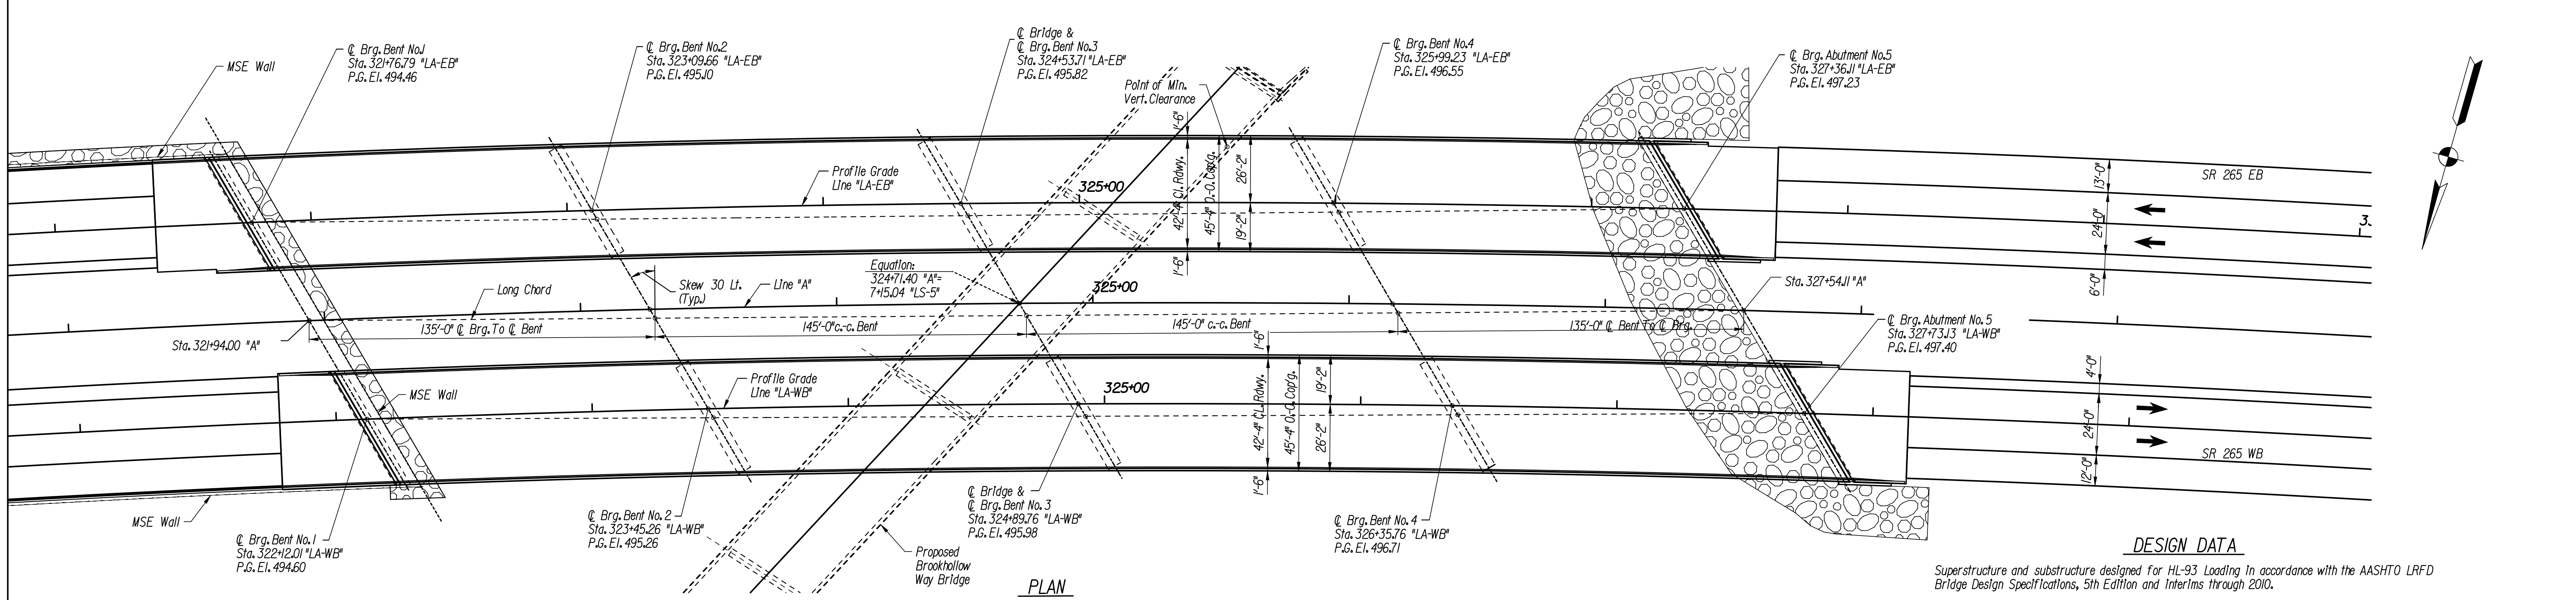 MSE Wall
℄ Brg. Bent No.1
Sta. 321+76.79 "LA-EB"
P.G. El. 494.46
℄ Brg. Bent No.2
Sta. 323+09.66 "LA-EB"
P.G. El. 495.10
℄ Bridge &
℄ Brg. Bent No.3
Sta. 324+53.71 "LA-EB"
P.G. El. 495.82
Point of Min.
Vert. Clearance
℄ Brg. Bent No.4
Sta. 325+99.23 "LA-EB"
P.G. El. 496.55
℄ Brg. Abutment No.5
Sta. 327+36.11 "LA-EB"
P.G. El. 497.23
Profile Grade
Line "LA-EB"
325+00
1'-6"
42'-4" Cl. Rdwy.
45'-4" O.-O. Copg.
26'-2"
19'-2"
1'-6"
13'-0"
24'-0"
6'-0"
SR 265 EB
Long Chord
Skew 30 Lt.
(Typ.)
Line "A"
Equation:
324+71.40 "A"=
7+15.04 "LS-5"
325+00
Sta. 327+54.11 "A"
Sta. 321+94.00 "A"
135'-0" ℄ Brg. To ℄ Bent
145'-0" c.-c. Bent
145'-0" c.-c. Bent
135'-0" ℄ Bent To ℄ Brg.
℄ Brg. Abutment No. 5
Sta. 327+73.13 "LA-WB"
P.G. El. 497.40
MSE Wall
Profile Grade
Line "LA-WB"
325+00
1'-6"
42'-4" Cl. Rdwy.
45'-4" O.-O. Copg.
19'-2"
26'-2"
1'-6"
4'-0"
24'-0"
12'-0"
SR 265 WB
MSE Wall
℄ Brg. Bent No. 1
Sta. 322+12.01 "LA-WB"
P.G. El. 494.60
℄ Brg. Bent No. 2
Sta. 323+45.26 "LA-WB"
P.G. El. 495.26
℄ Bridge &
℄ Brg. Bent No. 3
Sta. 324+89.76 "LA-WB"
P.G. El. 495.98
℄ Brg. Bent No. 4
Sta. 326+35.76 "LA-WB"
P.G. El. 496.71
Proposed
Brookhollow
Way Bridge
PLAN
DESIGN DATA
Superstructure and substructure designed for HL-93 Loading in accordance with the AASHTO LRFD
Bridge Design Specifications, 5th Edition and interims through 2010.